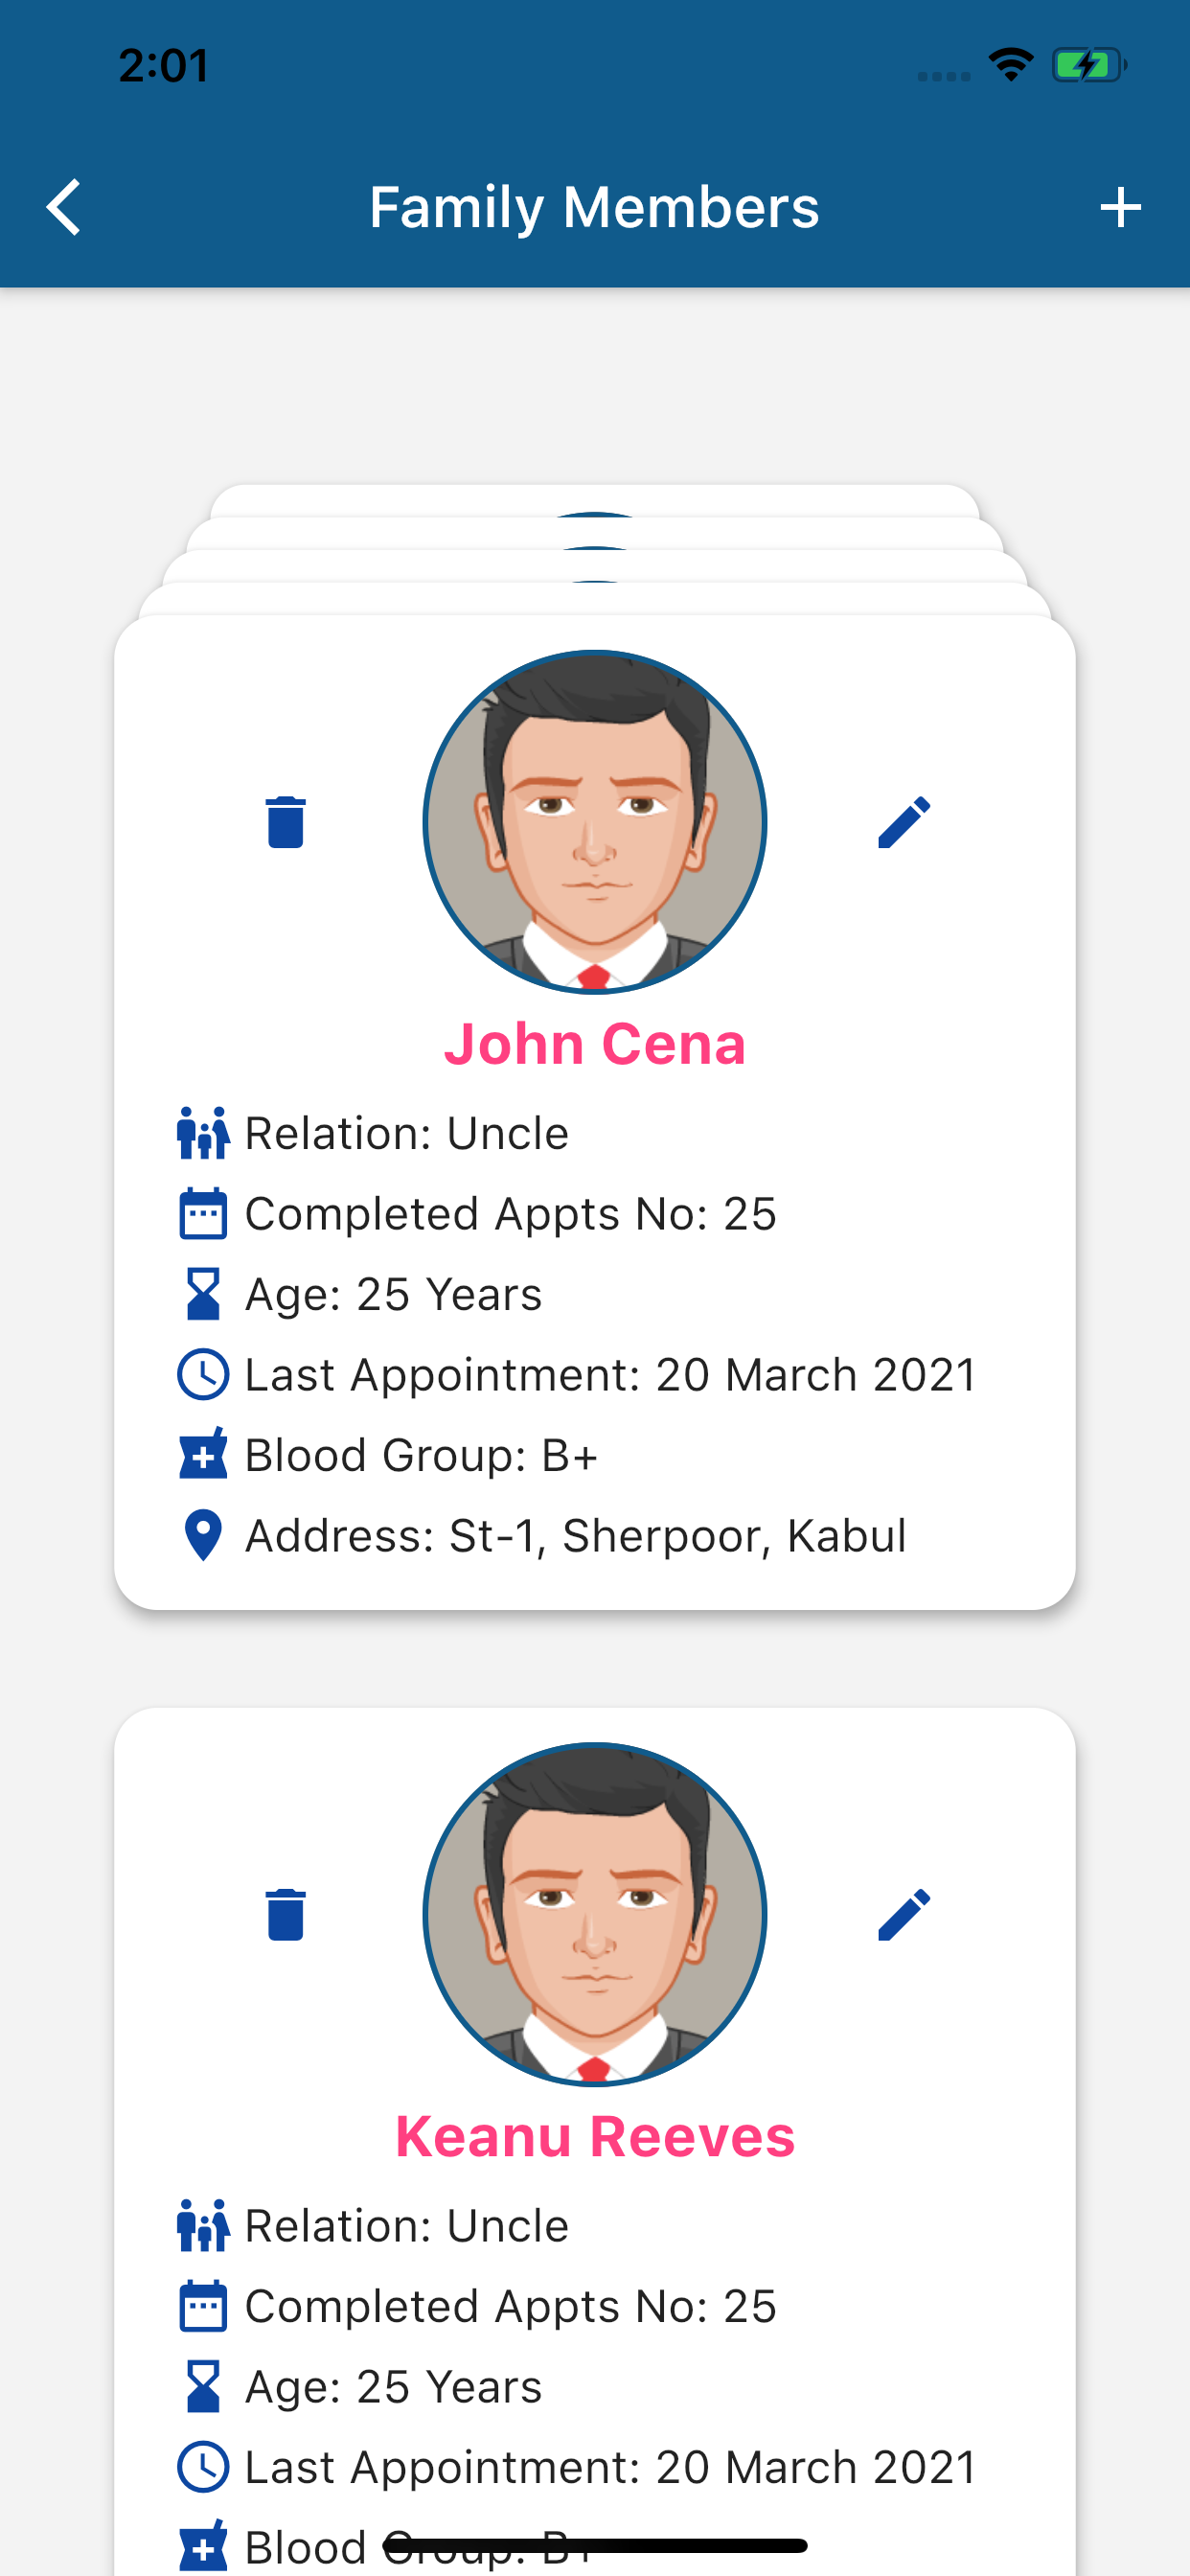 2:01
Family Members
John Cena
Relation: Uncle
Completed Appts No: 25
Age: 25 Years
Last Appointment: 20 March 2021
Blood Group: B+
Address: St-1, Sherpoor, Kabul
Keanu Reeves
Relation: Uncle
Completed Appts No: 25
Age: 25 Years
Last Appointment: 20 March 2021
Blood Group: B+